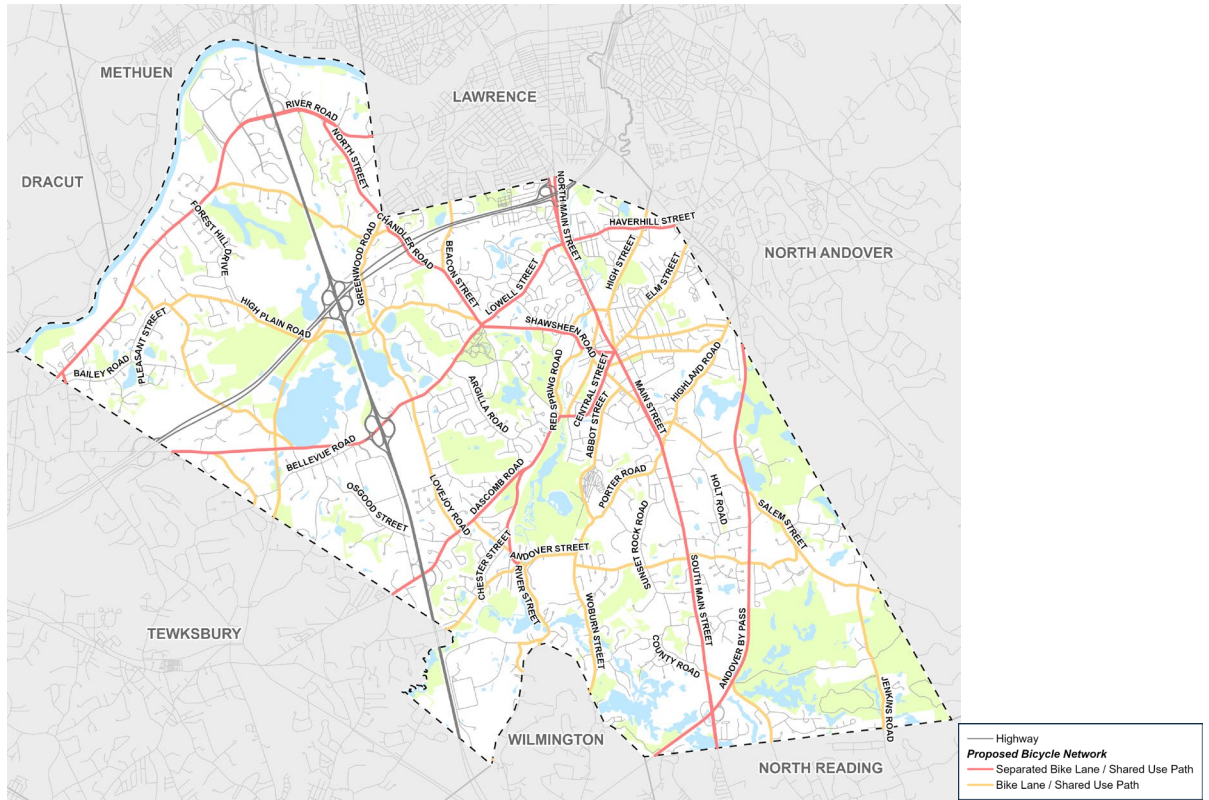 METHUEN
LAWRENCE
RIVER ROAD
NORTH STREET
DRACUT
NORTH MAIN STREET
FOREST HILL DRIVE
GREENWOOD ROAD
CHANDLER ROAD
HAVERHILL STREET
BEACON STREET
HIGH STREET
NORTH ANDOVER
ELM STREET
LOWELL STREET
HIGH PLAIN ROAD
PLEASANT STREET
SHAWSHEEN ROAD
BAILEY ROAD
RED SPRING ROAD
CENTRAL STREET
HIGHLAND ROAD
ARGILLA ROAD
MAIN STREET
ABBOT STREET
BELLEVUE ROAD
DASCOMB ROAD
PORTER ROAD
OSGOOD STREET
LOVEJOY ROAD
HOLT ROAD
SALEM STREET
SUNSET ROCK ROAD
CHESTER STREET
ANDOVER STREET
RIVER STREET
SOUTH MAIN STREET
WOBURN STREET
TEWKSBURY
COUNTY ROAD
ANDOVER BY PASS
JENKINS ROAD
WILMINGTON
NORTH READING
Highway
Proposed Bicycle Network
Separated Bike Lane / Shared Use Path
Bike Lane / Shared Use Path